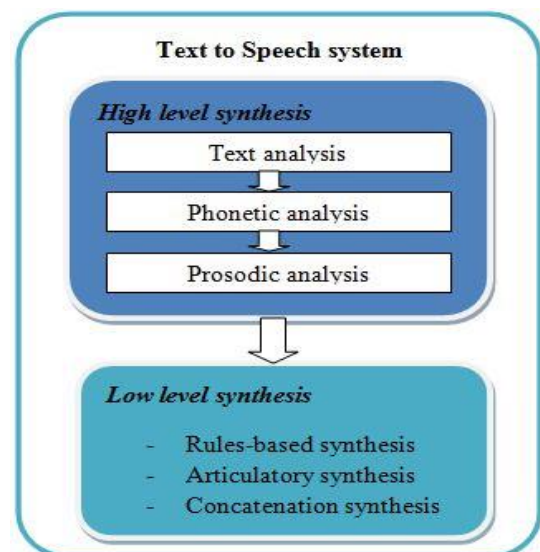 Text to Speech system
High level synthesis
Text analysis
Phonetic analysis
Prosodic analysis
Low level synthesis
- Rules-based synthesis
- Articulatory synthesis
- Concatenation synthesis